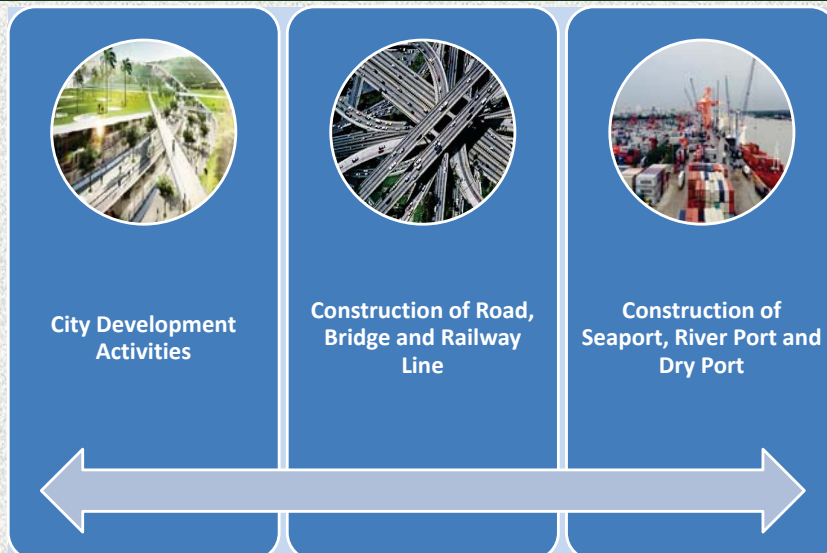 City Development
Activities
Construction of Road,
Bridge and Railway
Line
Construction of
Seaport, River Port and
Dry Port